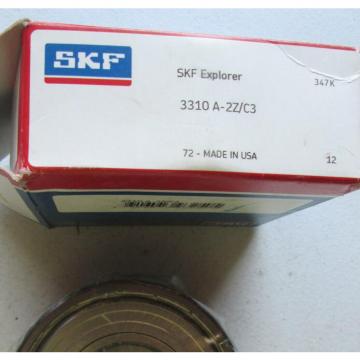 SKF
SKF Explorer
347K
3310 A-2Z/C3
72 - MADE IN USA
12